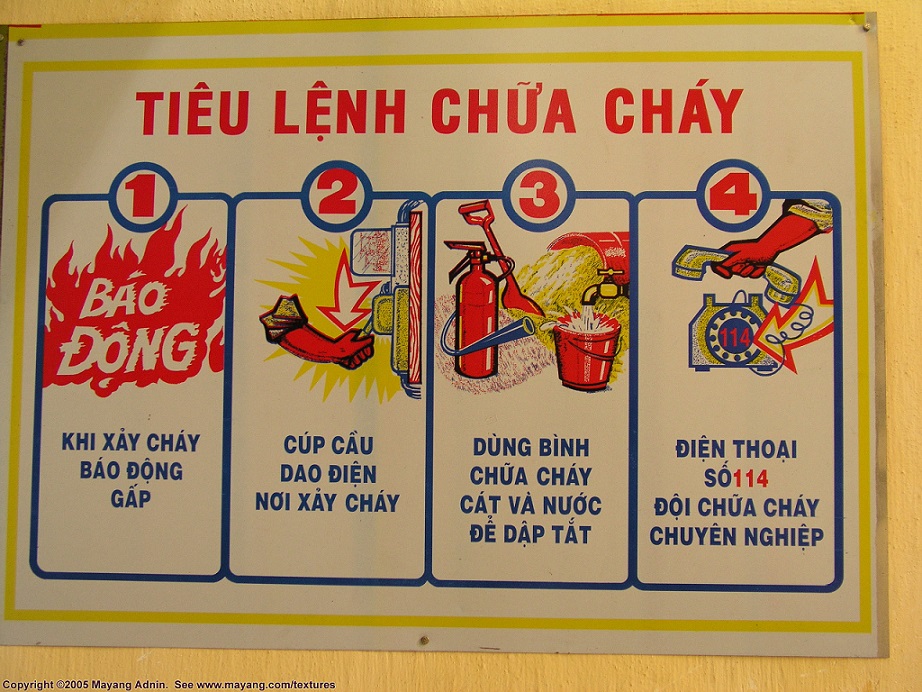 TIÊU LỆNH CHỮA CHÁY
1
BÁO
ĐỘNG
KHI XẢY CHÁY
BÁO ĐỘNG
GẤP
2
CÚP CẦU
DAO ĐIỆN
NƠI XẢY CHÁY
3
DÙNG BÌNH
CHỮA CHÁY
CÁT VÀ NƯỚC
ĐỂ DẬP TẮT
4
114
ĐIỆN THOẠI
SỐ114
ĐỘI CHỮA CHÁY
CHUYÊN NGHIỆP
Copyright ©2005 Mayang Adnin. See www.mayang.com/textures